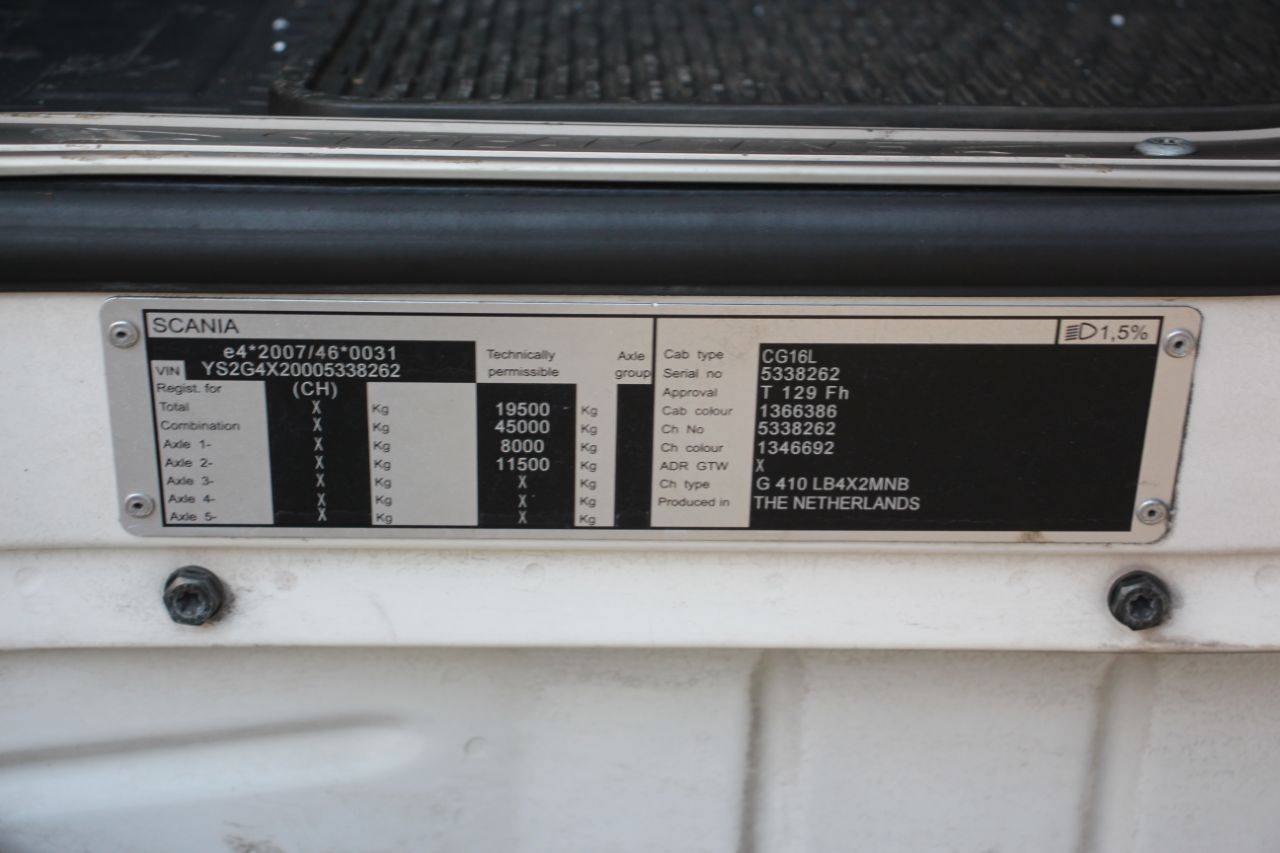 SCANIA
e4*2007/46*0031
VIN YS2G4X20005338262
Regist. for (CH)
Technically permissible
Axle group
Total X Kg 19500 Kg
Combination X Kg 45000 Kg
Axle 1- X Kg 8000 Kg
Axle 2- X Kg 11500 Kg
Axle 3- X Kg X Kg
Axle 4- X Kg X Kg
Axle 5- X Kg X Kg
1,5%
Cab type CG16L
Serial no 5338262
Approval T 129 Fh
Cab colour 1366386
Ch No 5338262
Ch colour 1346692
ADR GTW X
Ch type G 410 LB4X2MNB
Produced in THE NETHERLANDS